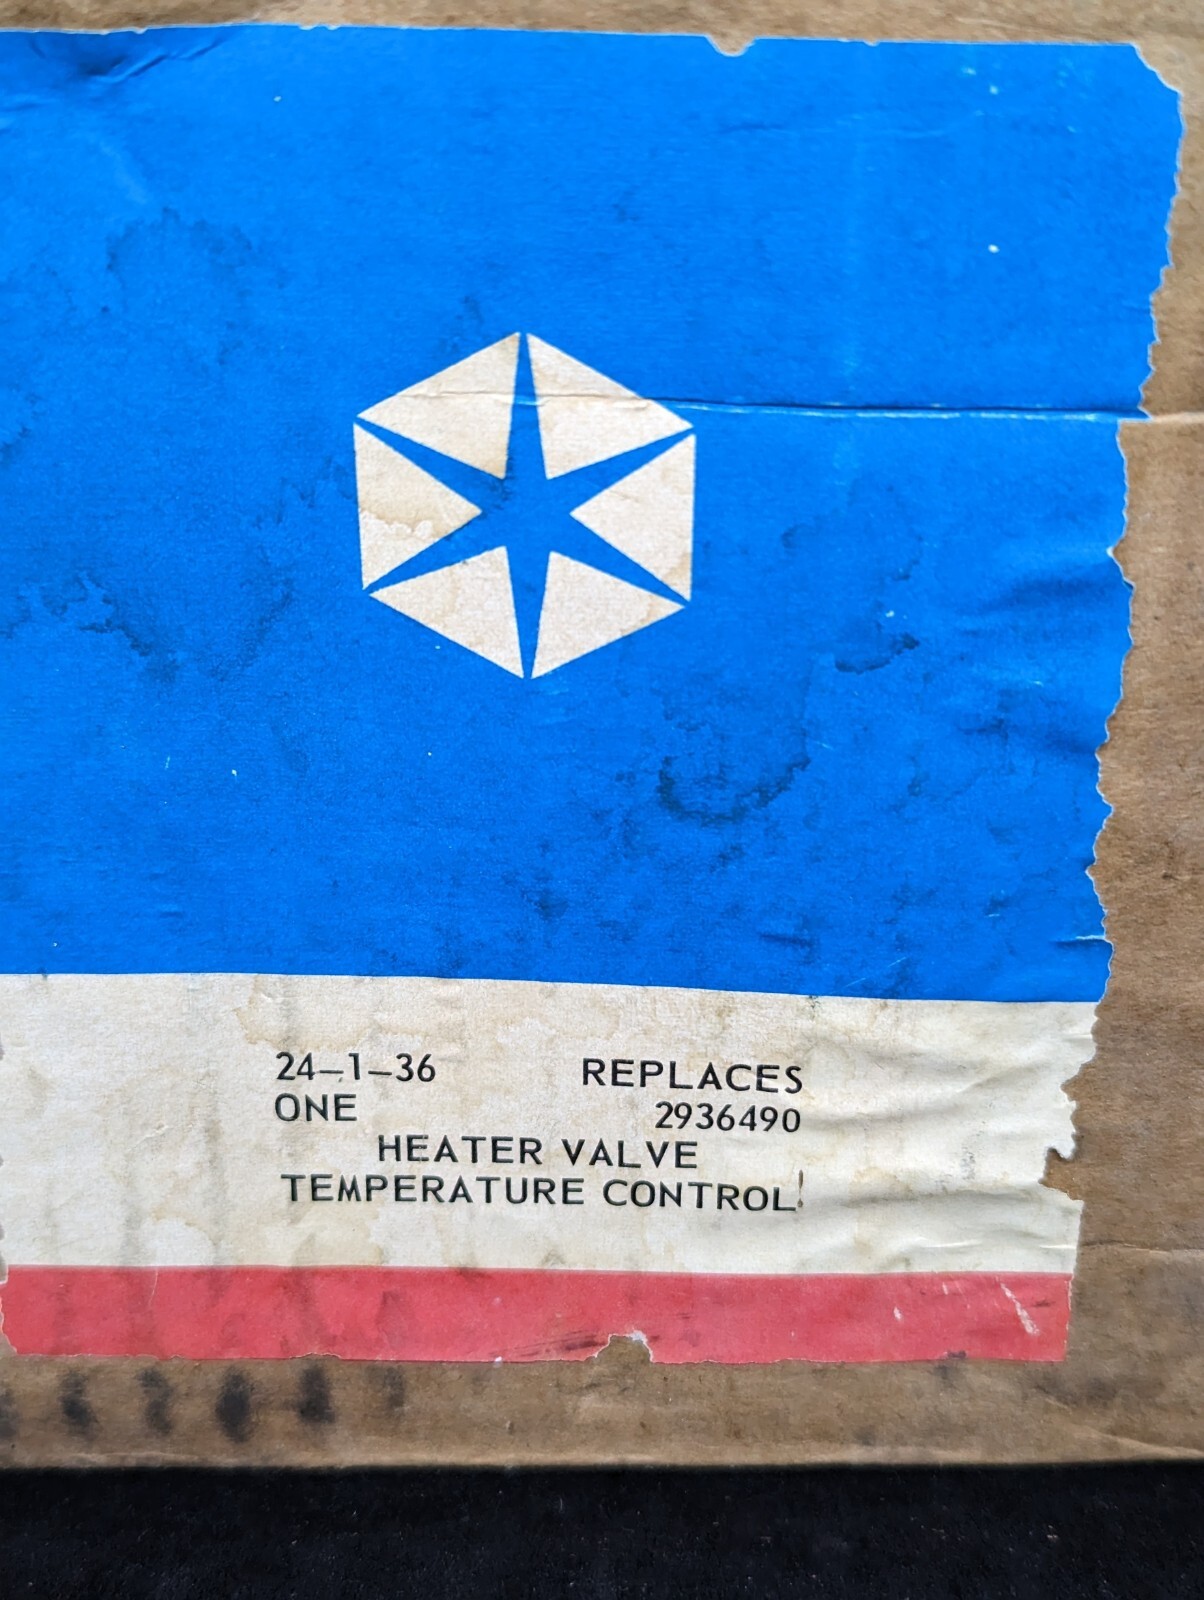 24-1-36 REPLACES
ONE 2936490
HEATER VALVE
TEMPERATURE CONTROL